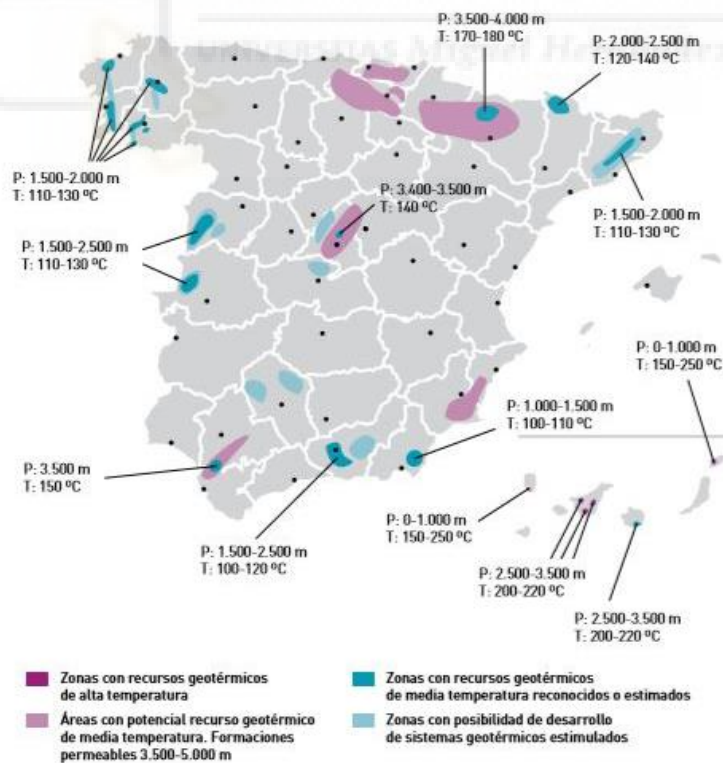 UNIVERSITAS Miguel Hernández
P: 3.500-4.000 m
T: 170-180 ºC
P: 2.000-2.500 m
T: 120-140 ºC
P: 1.500-2.000 m
T: 110-130 ºC
P: 3.400-3.500 m
T: 140 ºC
P: 1.500-2.000 m
T: 110-130 ºC
P: 1.500-2.500 m
T: 110-130 ºC
P: 0-1.000 m
T: 150-250 ºC
P: 1.000-1.500 m
T: 100-110 ºC
P: 3.500 m
T: 150 ºC
P: 0-1.000 m
T: 150-250 ºC
P: 1.500-2.500 m
T: 100-120 ºC
P: 2.500-3.500 m
T: 200-220 ºC
P: 2.500-3.500 m
T: 200-220 ºC
Zonas con recursos geotérmicos
de alta temperatura
Áreas con potencial recurso geotérmico
de media temperatura. Formaciones
permeables 3.500-5.000 m
Zonas con recursos geotérmicos
de media temperatura reconocidos o estimados
Zonas con posibilidad de desarrollo
de sistemas geotérmicos estimulados